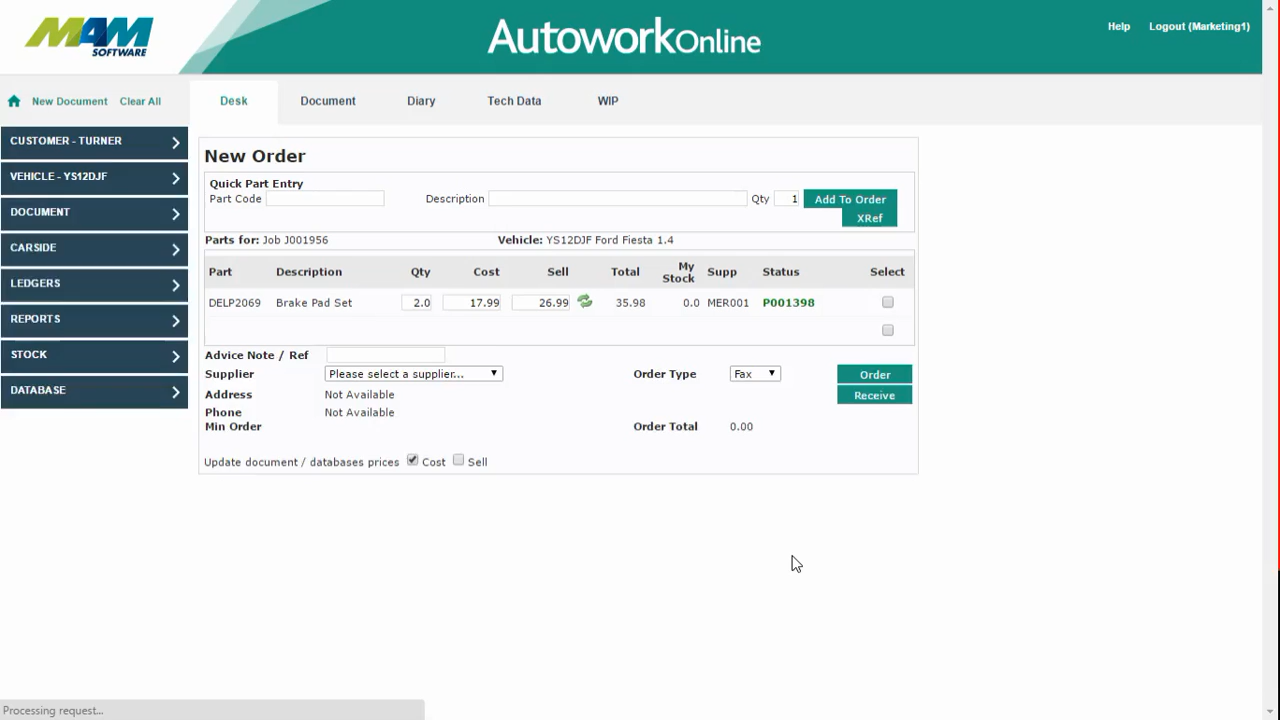 MAM
SOFTWARE
AutoworkOnline
Help Logout (Marketing1)
New Document Clear All
Desk Document Diary Tech Data WIP
CUSTOMER - TURNER
VEHICLE - YS12DJF
DOCUMENT
CARSIDE
LEDGERS
REPORTS
STOCK
DATABASE
New Order
Quick Part Entry
Part Code Description Qty 1 Add To Order
XRef
Parts for: Job J001956 Vehicle: YS12DJF Ford Fiesta 1.4
Part Description Qty Cost Sell Total My Stock Supp Status Select
DELP2069 Brake Pad Set 2.0 17.99 26.99 35.98 0.0 MER001 P001398
Advice Note / Ref
Supplier Please select a supplier... Order Type Fax Order
Address Not Available Receive
Phone Not Available
Min Order Order Total 0.00
Update document / databases prices Cost Sell
Processing request...